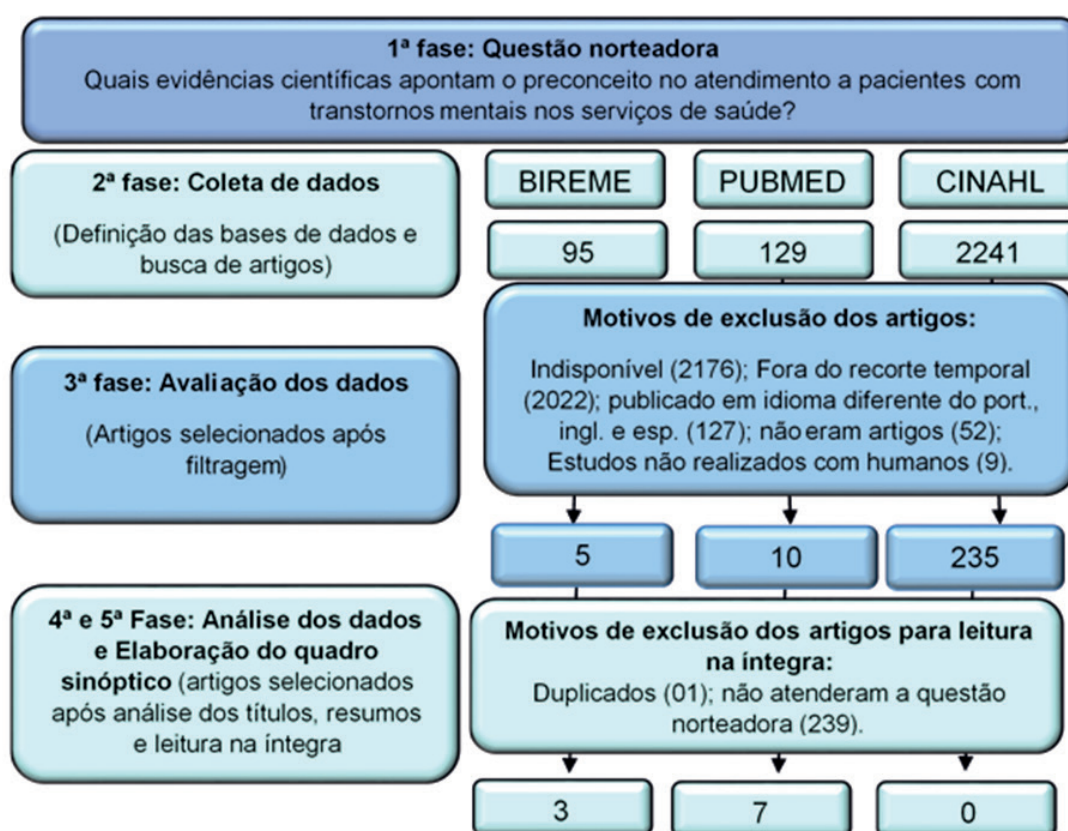 1ª fase: Questão norteadora
Quais evidências científicas apontam o preconceito no atendimento a pacientes com
transtornos mentais nos serviços de saúde?
2ª fase: Coleta de dados
(Definição das bases de dados e
busca de artigos)
BIREME
PUBMED
CINAHL
95
129
2241
3ª fase: Avaliação dos dados
(Artigos selecionados após
filtragem)
Motivos de exclusão dos artigos:
Indisponível (2176); Fora do recorte temporal
(2022); publicado em idioma diferente do port.,
ingl. e esp. (127); não eram artigos (52);
Estudos não realizados com humanos (9).
5
10
235
4ª e 5ª Fase: Análise dos dados
e Elaboração do quadro
sinóptico (artigos selecionados
após análise dos títulos, resumos
e leitura na íntegra
Motivos de exclusão dos artigos para leitura
na íntegra:
Duplicados (01); não atenderam a questão
norteadora (239).
3
7
0